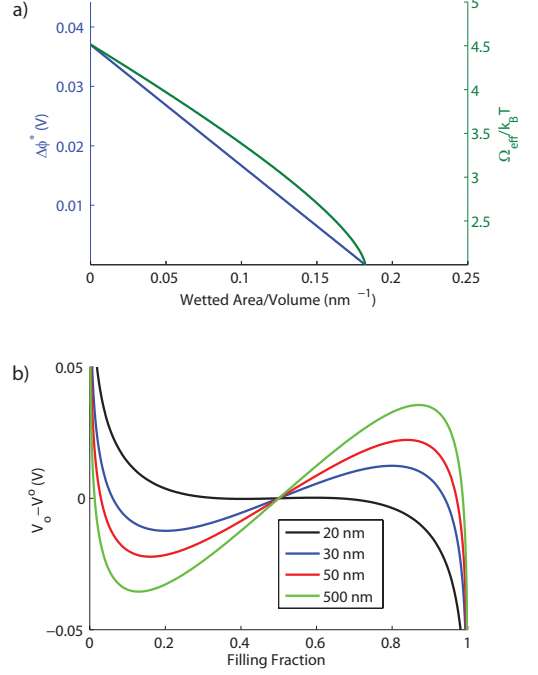 a)
0.04
0.03
0.02
0.01
Δϕ* (V)
5
4.5
4
3.5
3
2.5
Ω_eff/k_B T
0 0.05 0.1 0.15 0.2 0.25
Wetted Area/Volume (nm ⁻¹)
b)
0.05
0
−0.05
V_o − V^o (V)
20 nm
30 nm
50 nm
500 nm
0 0.2 0.4 0.6 0.8 1
Filling Fraction